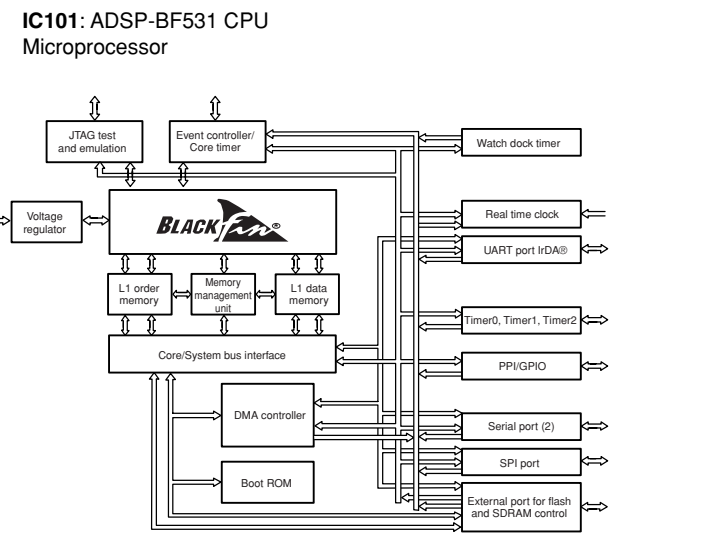 IC101: ADSP-BF531 CPU
Microprocessor
JTAG test
and emulation
Event controller/
Core timer
Watch dock timer
Voltage
regulator
BLACKfin®
Real time clock
UART port IrDA®
L1 order
memory
Memory
management
unit
L1 data
memory
Timer0, Timer1, Timer2
Core/System bus interface
PPI/GPIO
DMA controller
Serial port (2)
SPI port
Boot ROM
External port for flash
and SDRAM control